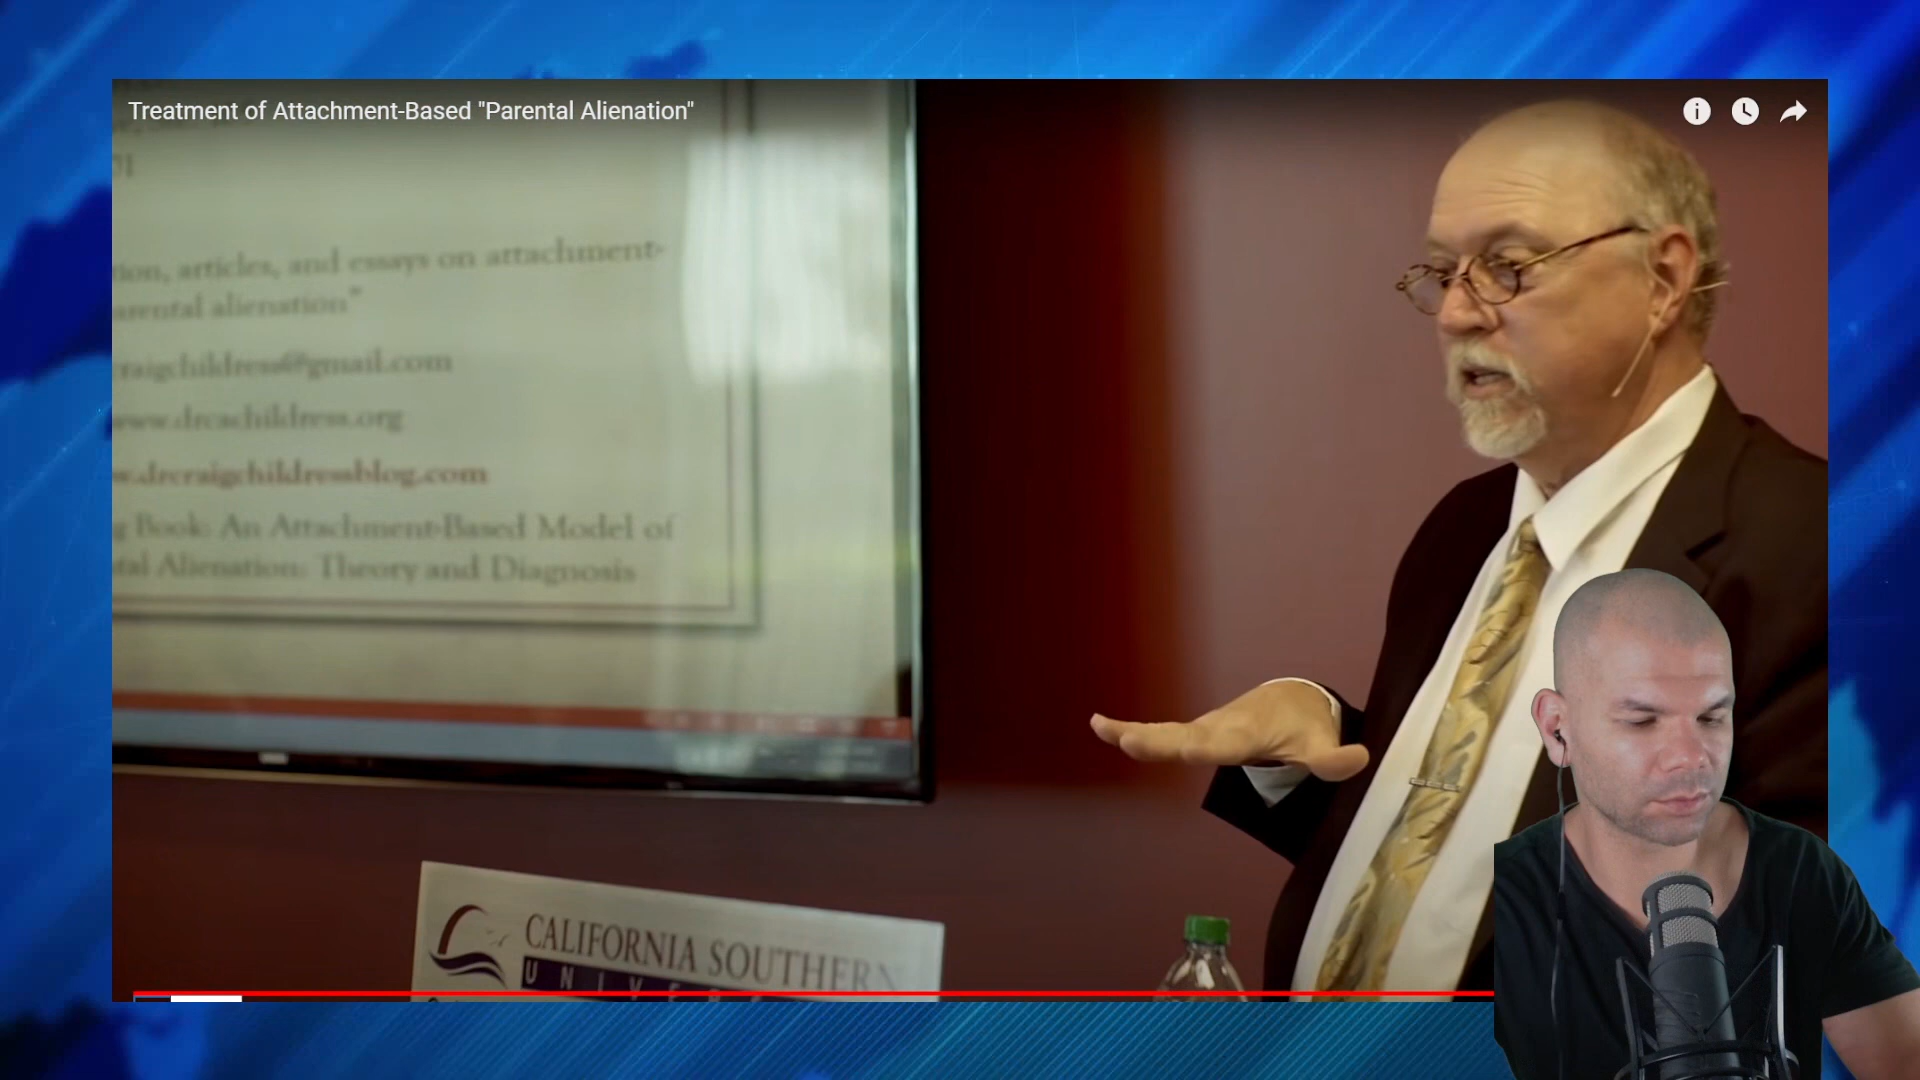 Treatment of Attachment-Based "Parental Alienation"
articles, and essays on attachment-
parental alienation"
craigchildress@gmail.com
www.drcachildress.org
w.drcraigchildressblog.com
g Book: An Attachment-Based Model of
tal Alienation: Theory and Diagnosis
CALIFORNIA SOUTHERN